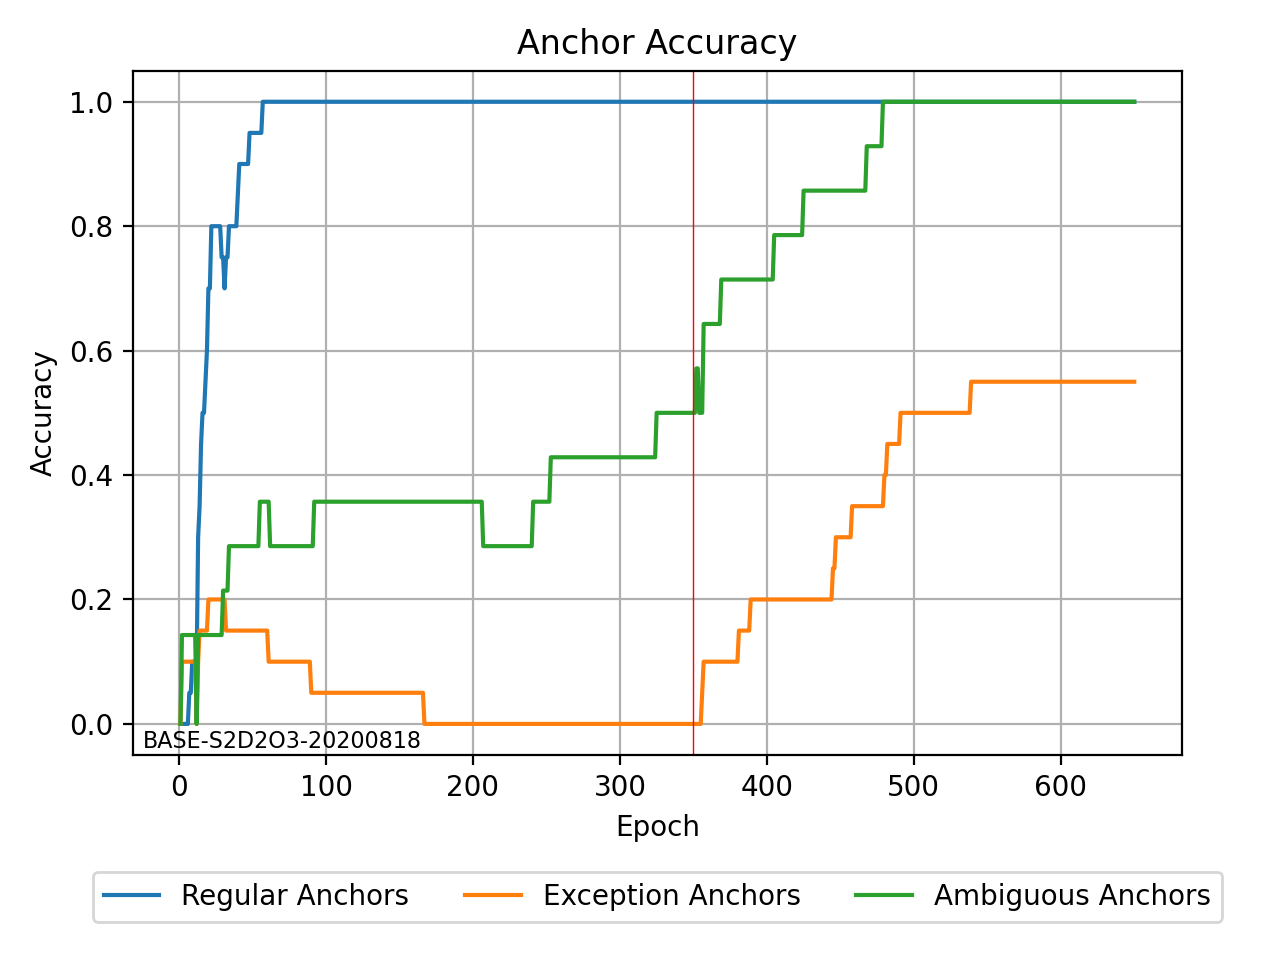 Anchor Accuracy
Accuracy
1.0
0.8
0.6
0.4
0.2
0.0
BASE-S2D2O3-20200818
0 100 200 300 400 500 600
Epoch
Regular Anchors Exception Anchors Ambiguous Anchors